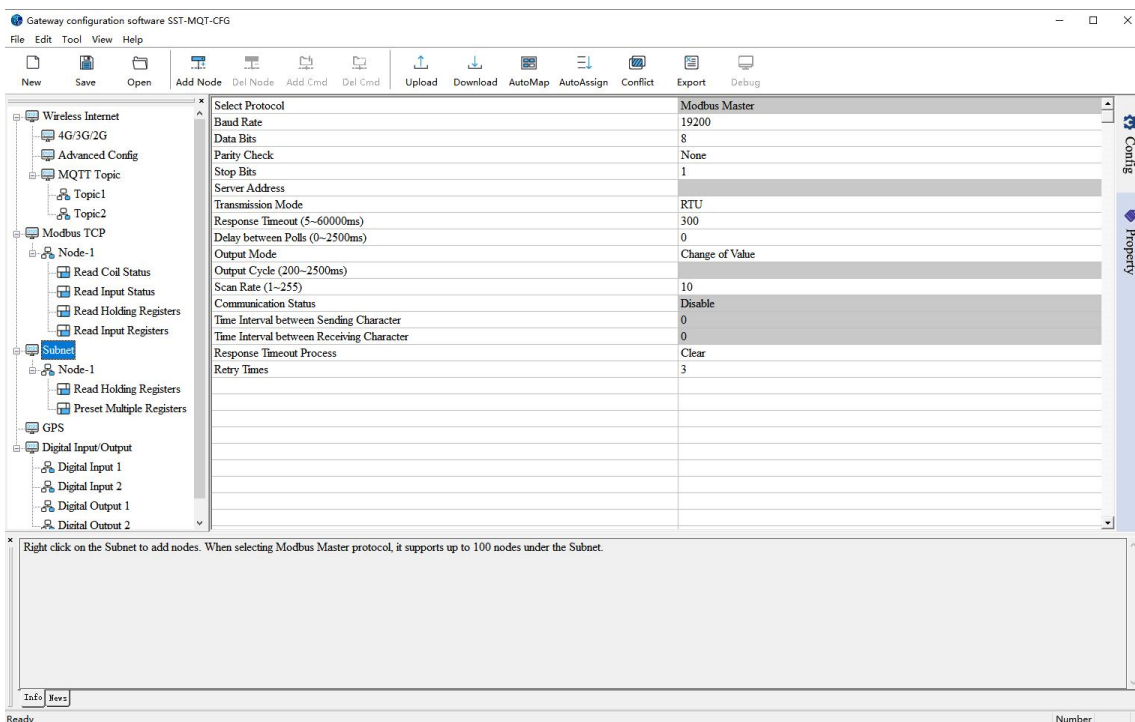 Gateway configuration software SST-MQT-CFG
File Edit Tool View Help
New Save Open Add Node Del Node Add Cmd Del Cmd Upload Download AutoMap AutoAssign Conflict Export Debug
Wireless Internet
4G/3G/2G
Advanced Config
MQTT Topic
Topic1
Topic2
Modbus TCP
Node-1
Read Coil Status
Read Input Status
Read Holding Registers
Read Input Registers
Subnet
Node-1
Read Holding Registers
Preset Multiple Registers
GPS
Digital Input/Output
Digital Input 1
Digital Input 2
Digital Output 1
Digital Output 2
Select Protocol Modbus Master
Baud Rate 19200
Data Bits 8
Parity Check None
Stop Bits 1
Server Address
Transmission Mode RTU
Response Timeout (5~60000ms) 300
Delay between Polls (0~2500ms) 0
Output Mode Change of Value
Output Cycle (200~2500ms)
Scan Rate (1~255) 10
Communication Status Disable
Time Interval between Sending Character 0
Time Interval between Receiving Character 0
Response Timeout Process Clear
Retry Times 3
Config
Property
Right click on the Subnet to add nodes. When selecting Modbus Master protocol, it supports up to 100 nodes under the Subnet.
Info News
Ready Number